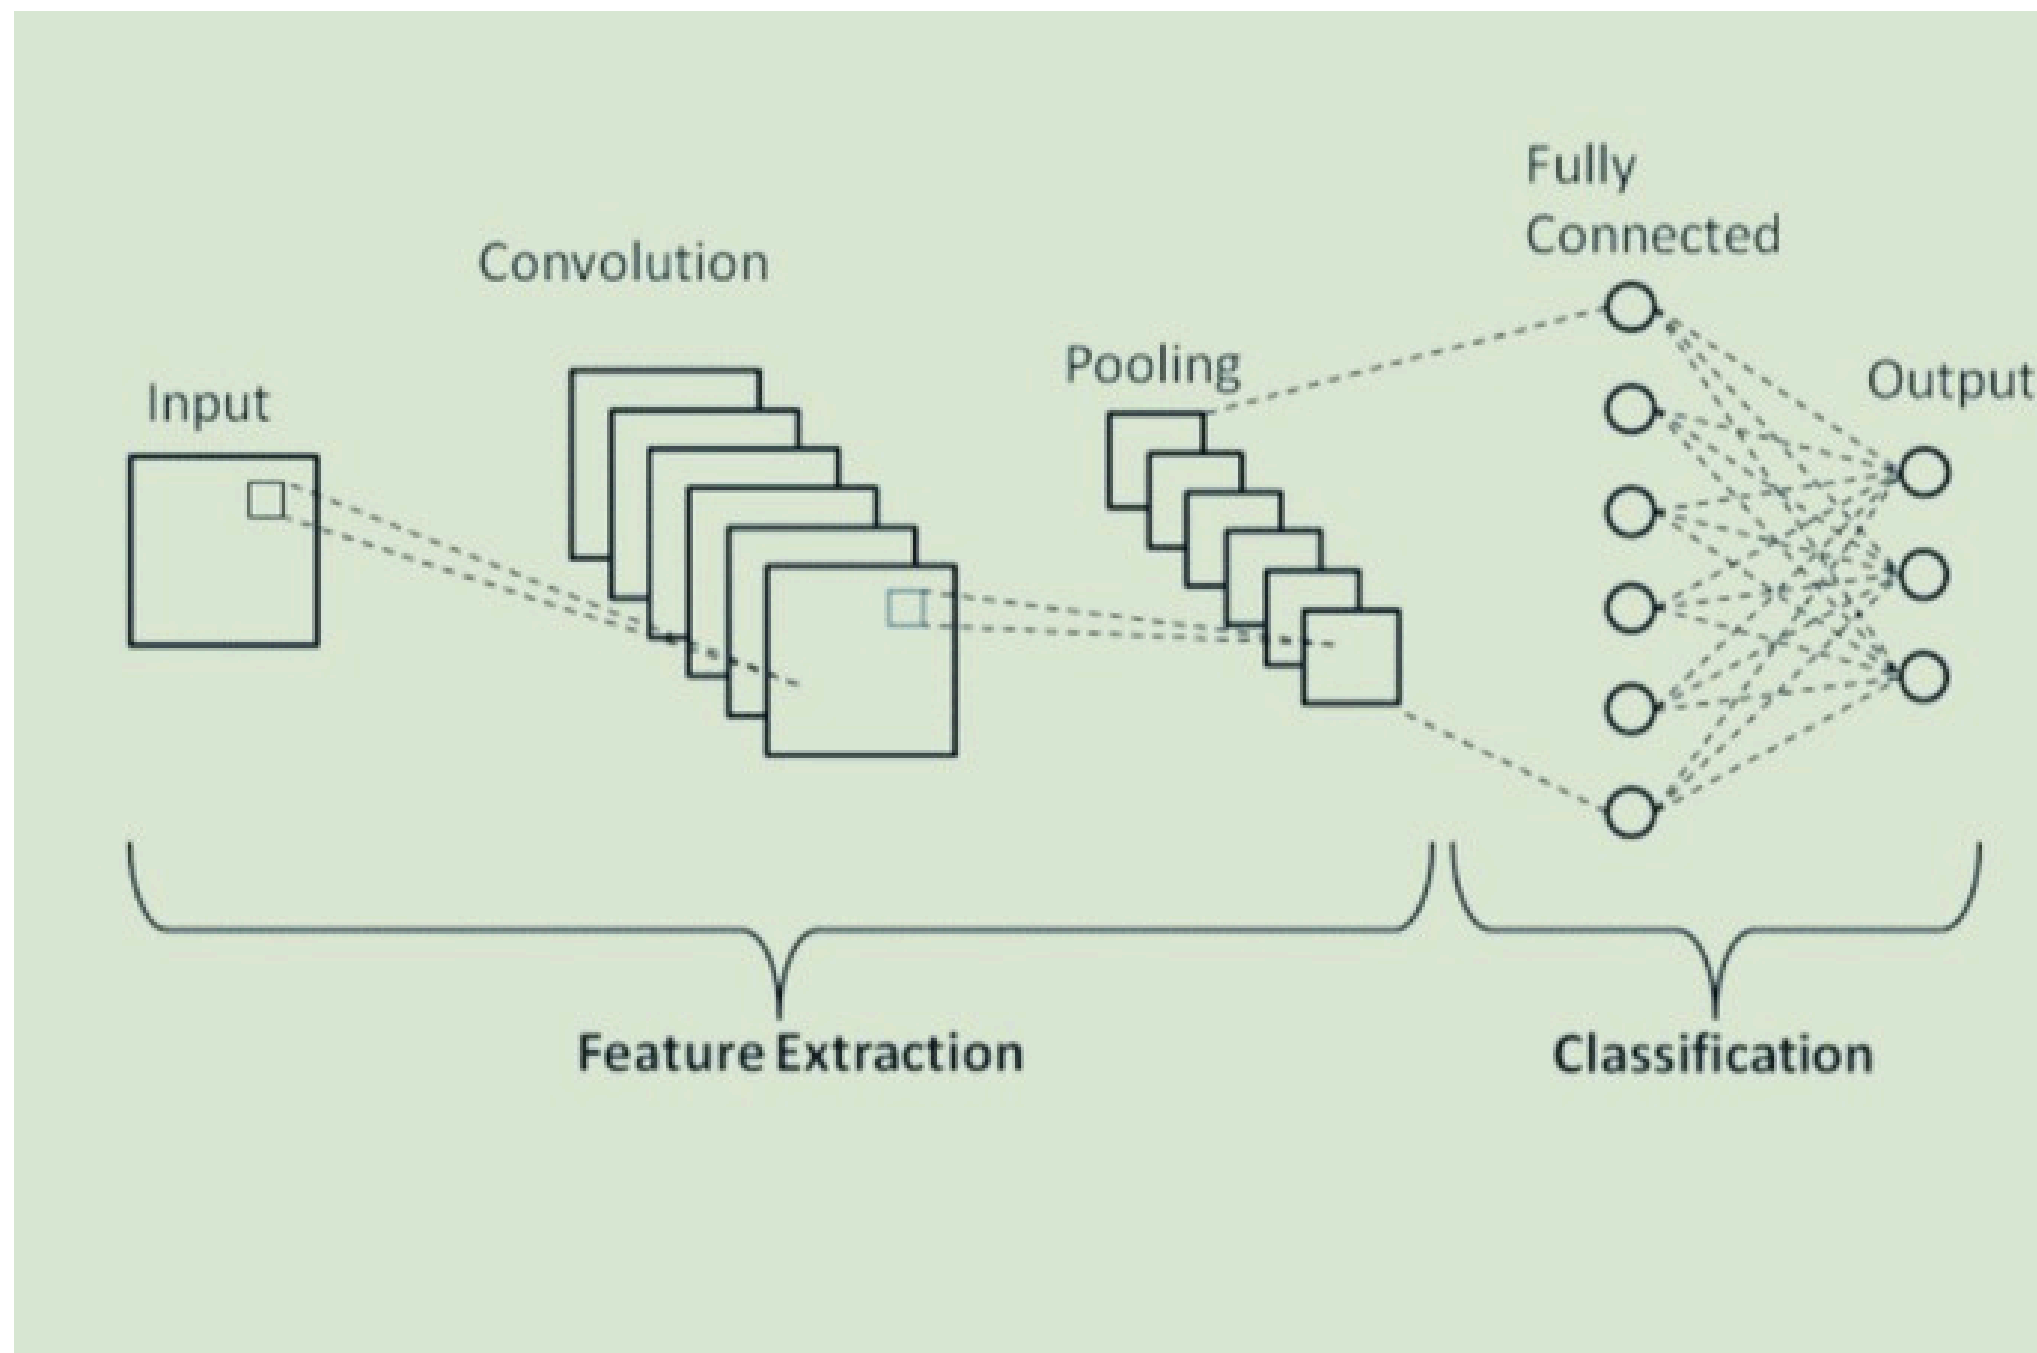 Fully
Connected
Convolution
Pooling
Output
Input
Feature Extraction
Classification